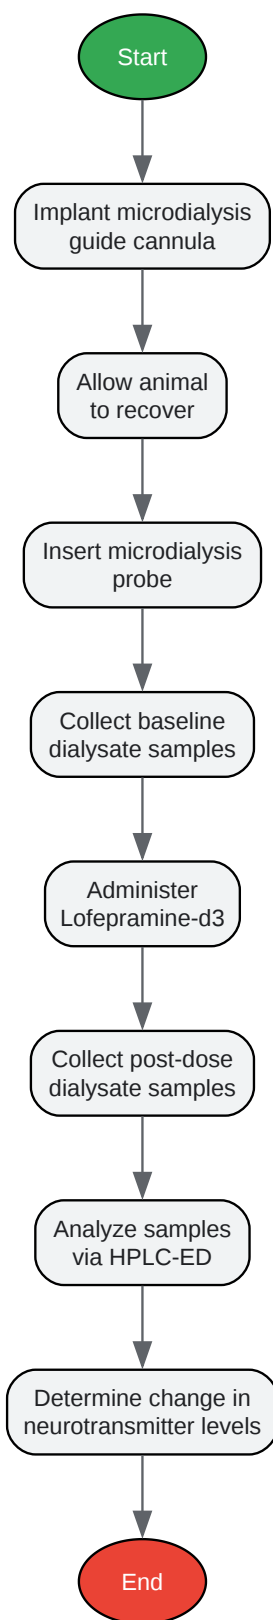 Start
Implant microdialysis
guide cannula
Allow animal
to recover
Insert microdialysis
probe
Collect baseline
dialysate samples
Administer
Lofepramine-d3
Collect post-dose
dialysate samples
Analyze samples
via HPLC-ED
Determine change in
neurotransmitter levels
End